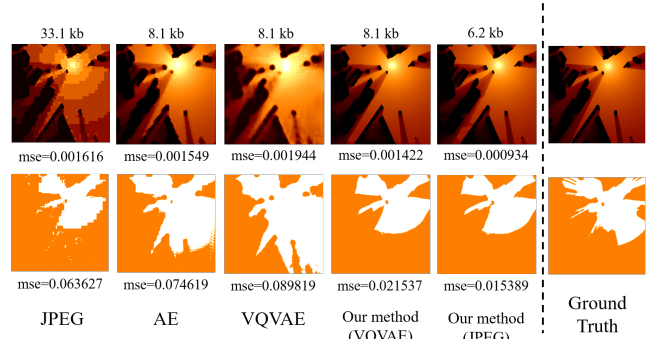 33.1 kb 8.1 kb 8.1 kb 8.1 kb 6.2 kb
mse=0.001616 mse=0.001549 mse=0.001944 mse=0.001422 mse=0.000934
mse=0.063627 mse=0.074619 mse=0.089819 mse=0.021537 mse=0.015389
JPEG AE VQVAE Our method Our method Ground
(VQVAE) (JPEG) Truth